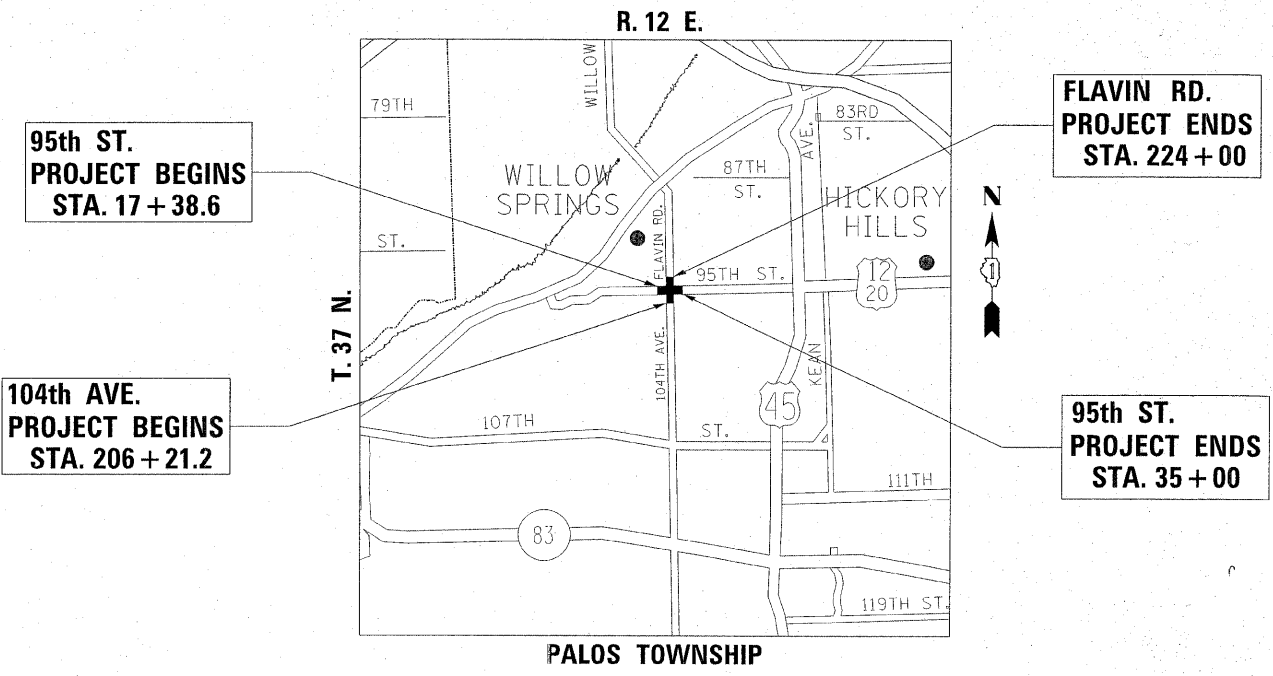 R. 12 E.
WILLOW
79TH
83RD
ST.
AVE.
FLAVIN RD.
PROJECT ENDS
STA. 224+00
95th ST.
PROJECT BEGINS
STA. 17+38.6
WILLOW
SPRINGS
87TH
ST.
HICKORY
HILLS
N
ST.
FLAVIN RD.
95TH ST.
12
20
1
T. 37 N.
104TH AVE.
KEAN
45
104th AVE.
PROJECT BEGINS
STA. 206+21.2
107TH
ST.
95th ST.
PROJECT ENDS
STA. 35+00
111TH
83
119TH ST.
PALOS TOWNSHIP